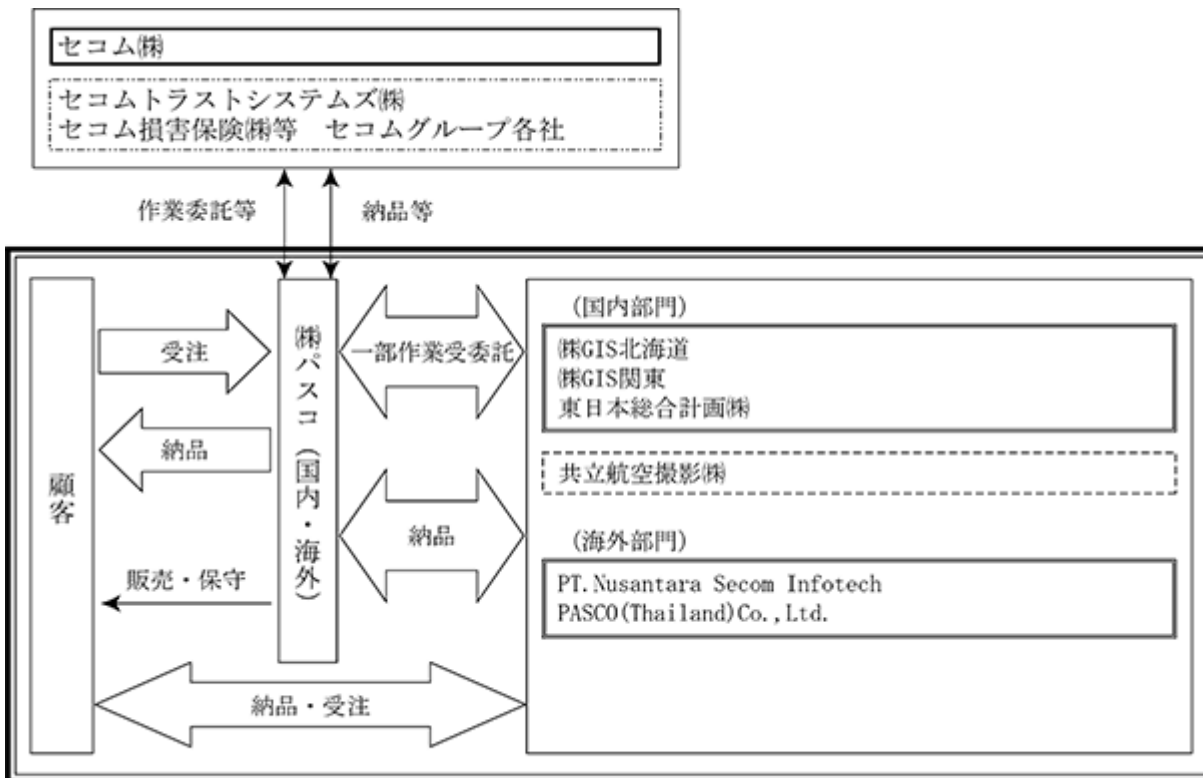 セコム㈱
セコムトラストシステムズ㈱
セコム損害保険㈱等　セコムグループ各社
作業委託等
納品等
顧客
受注
納品
販売・保守
㈱パスコ（国内・海外）
一部作業受委託
納品
納品・受注
(国内部門)
㈱GIS北海道
㈱GIS関東
東日本総合計画㈱
共立航空撮影㈱
(海外部門)
PT.Nusantara Secom Infotech
PASCO(Thailand)Co.,Ltd.